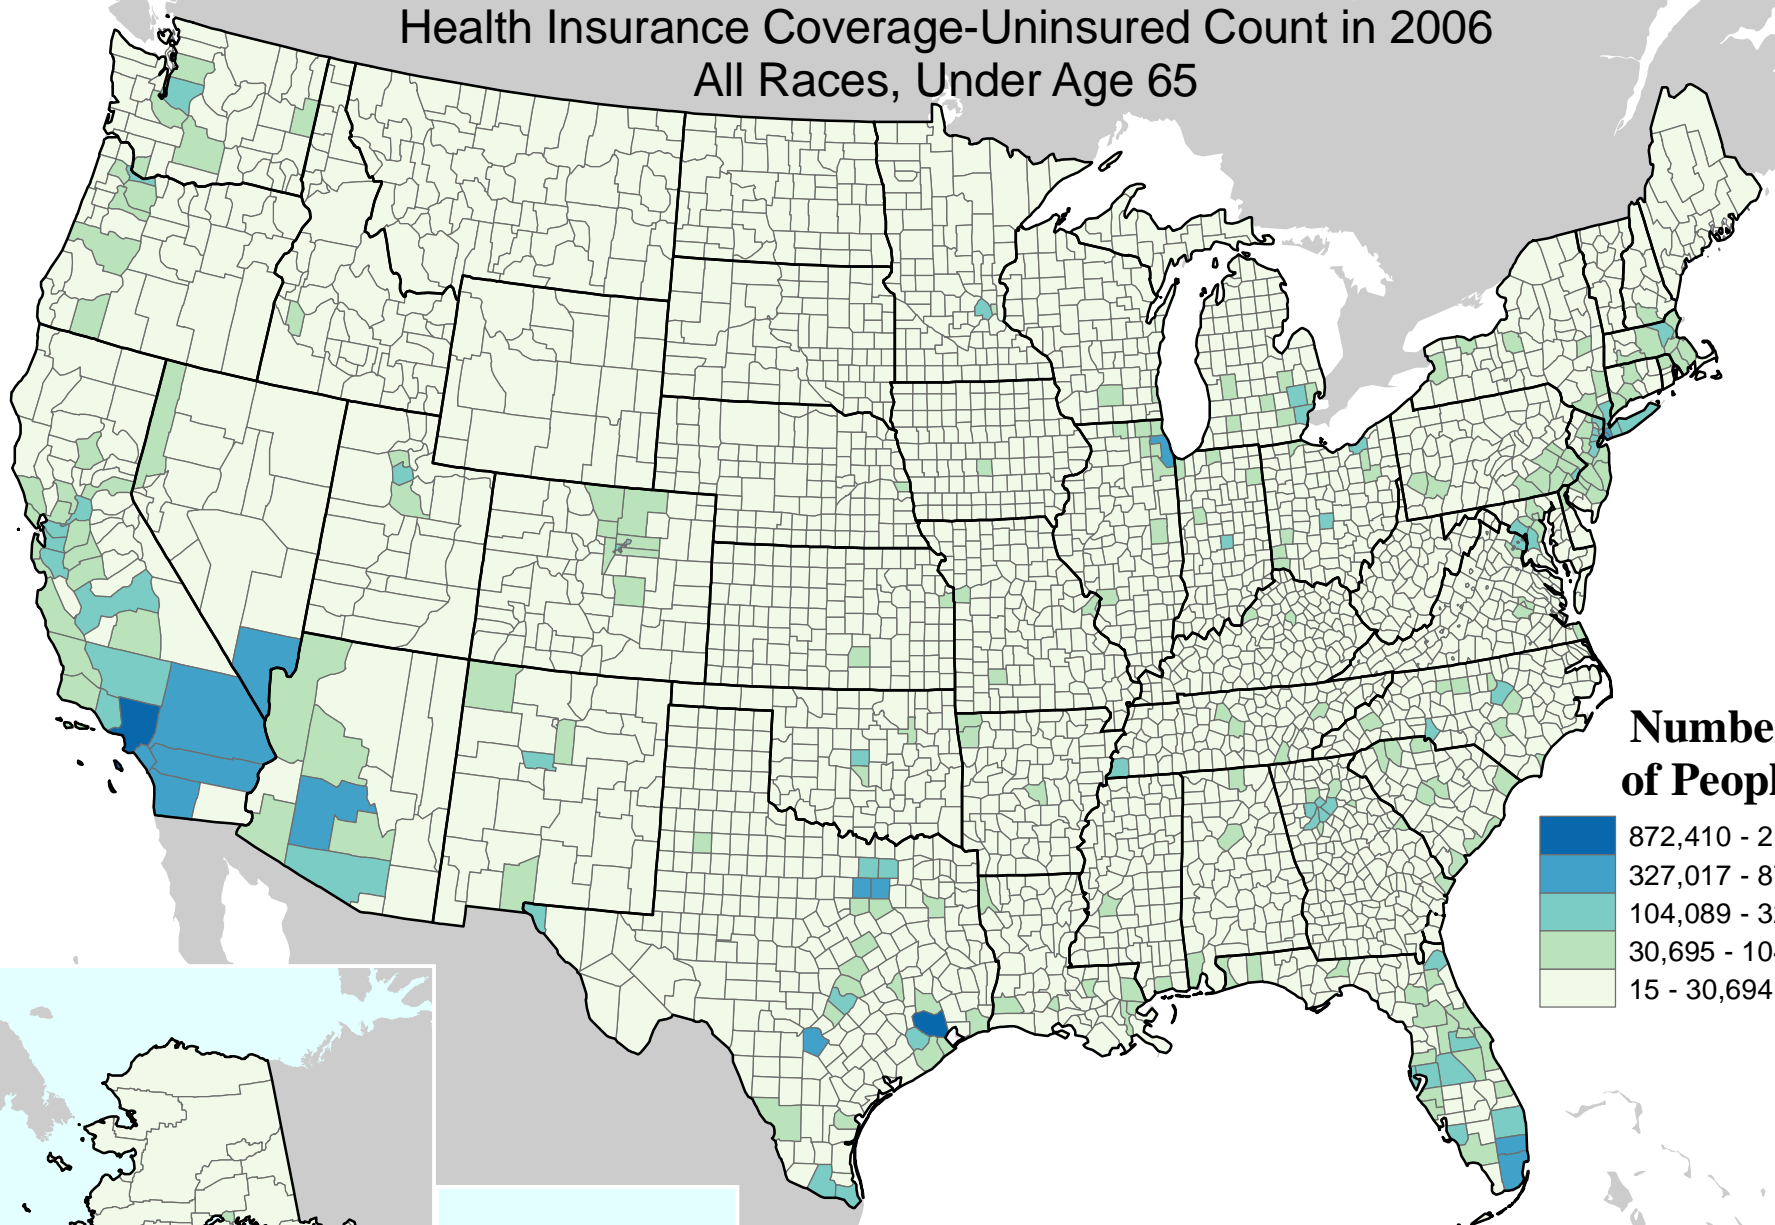 Health Insurance Coverage-Uninsured Count in 2006
All Races, Under Age 65
Numbe
of Peopl
872,410 - 2
327,017 - 8
104,089 - 3
30,695 - 10
15 - 30,694